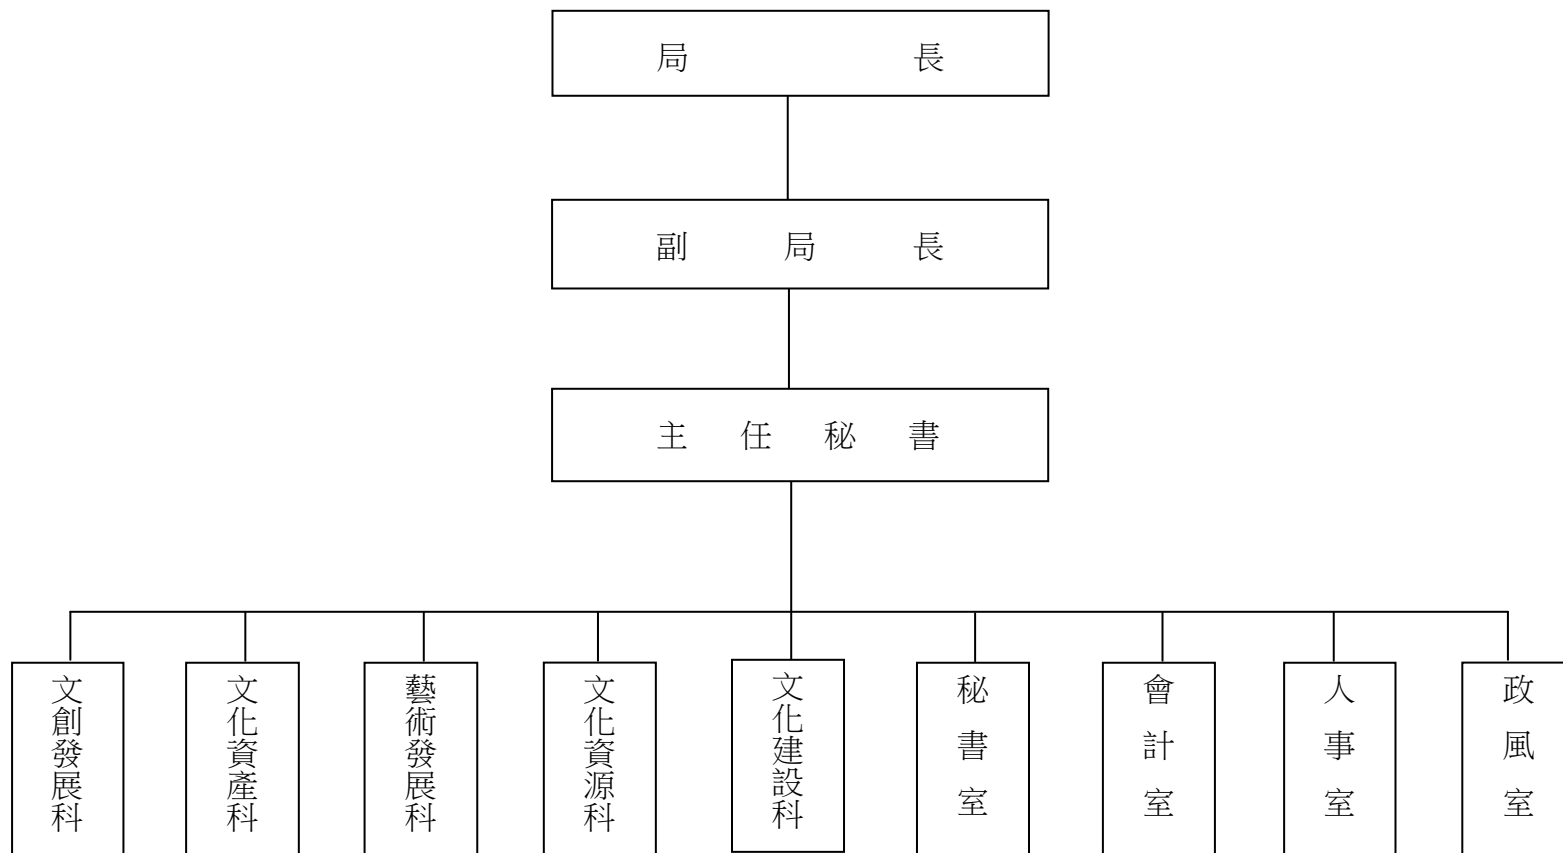 局長
副局長
主任秘書
文創發展科
文化資產科
藝術發展科
文化資源科
文化建設科
秘書室
會計室
人事室
政風室